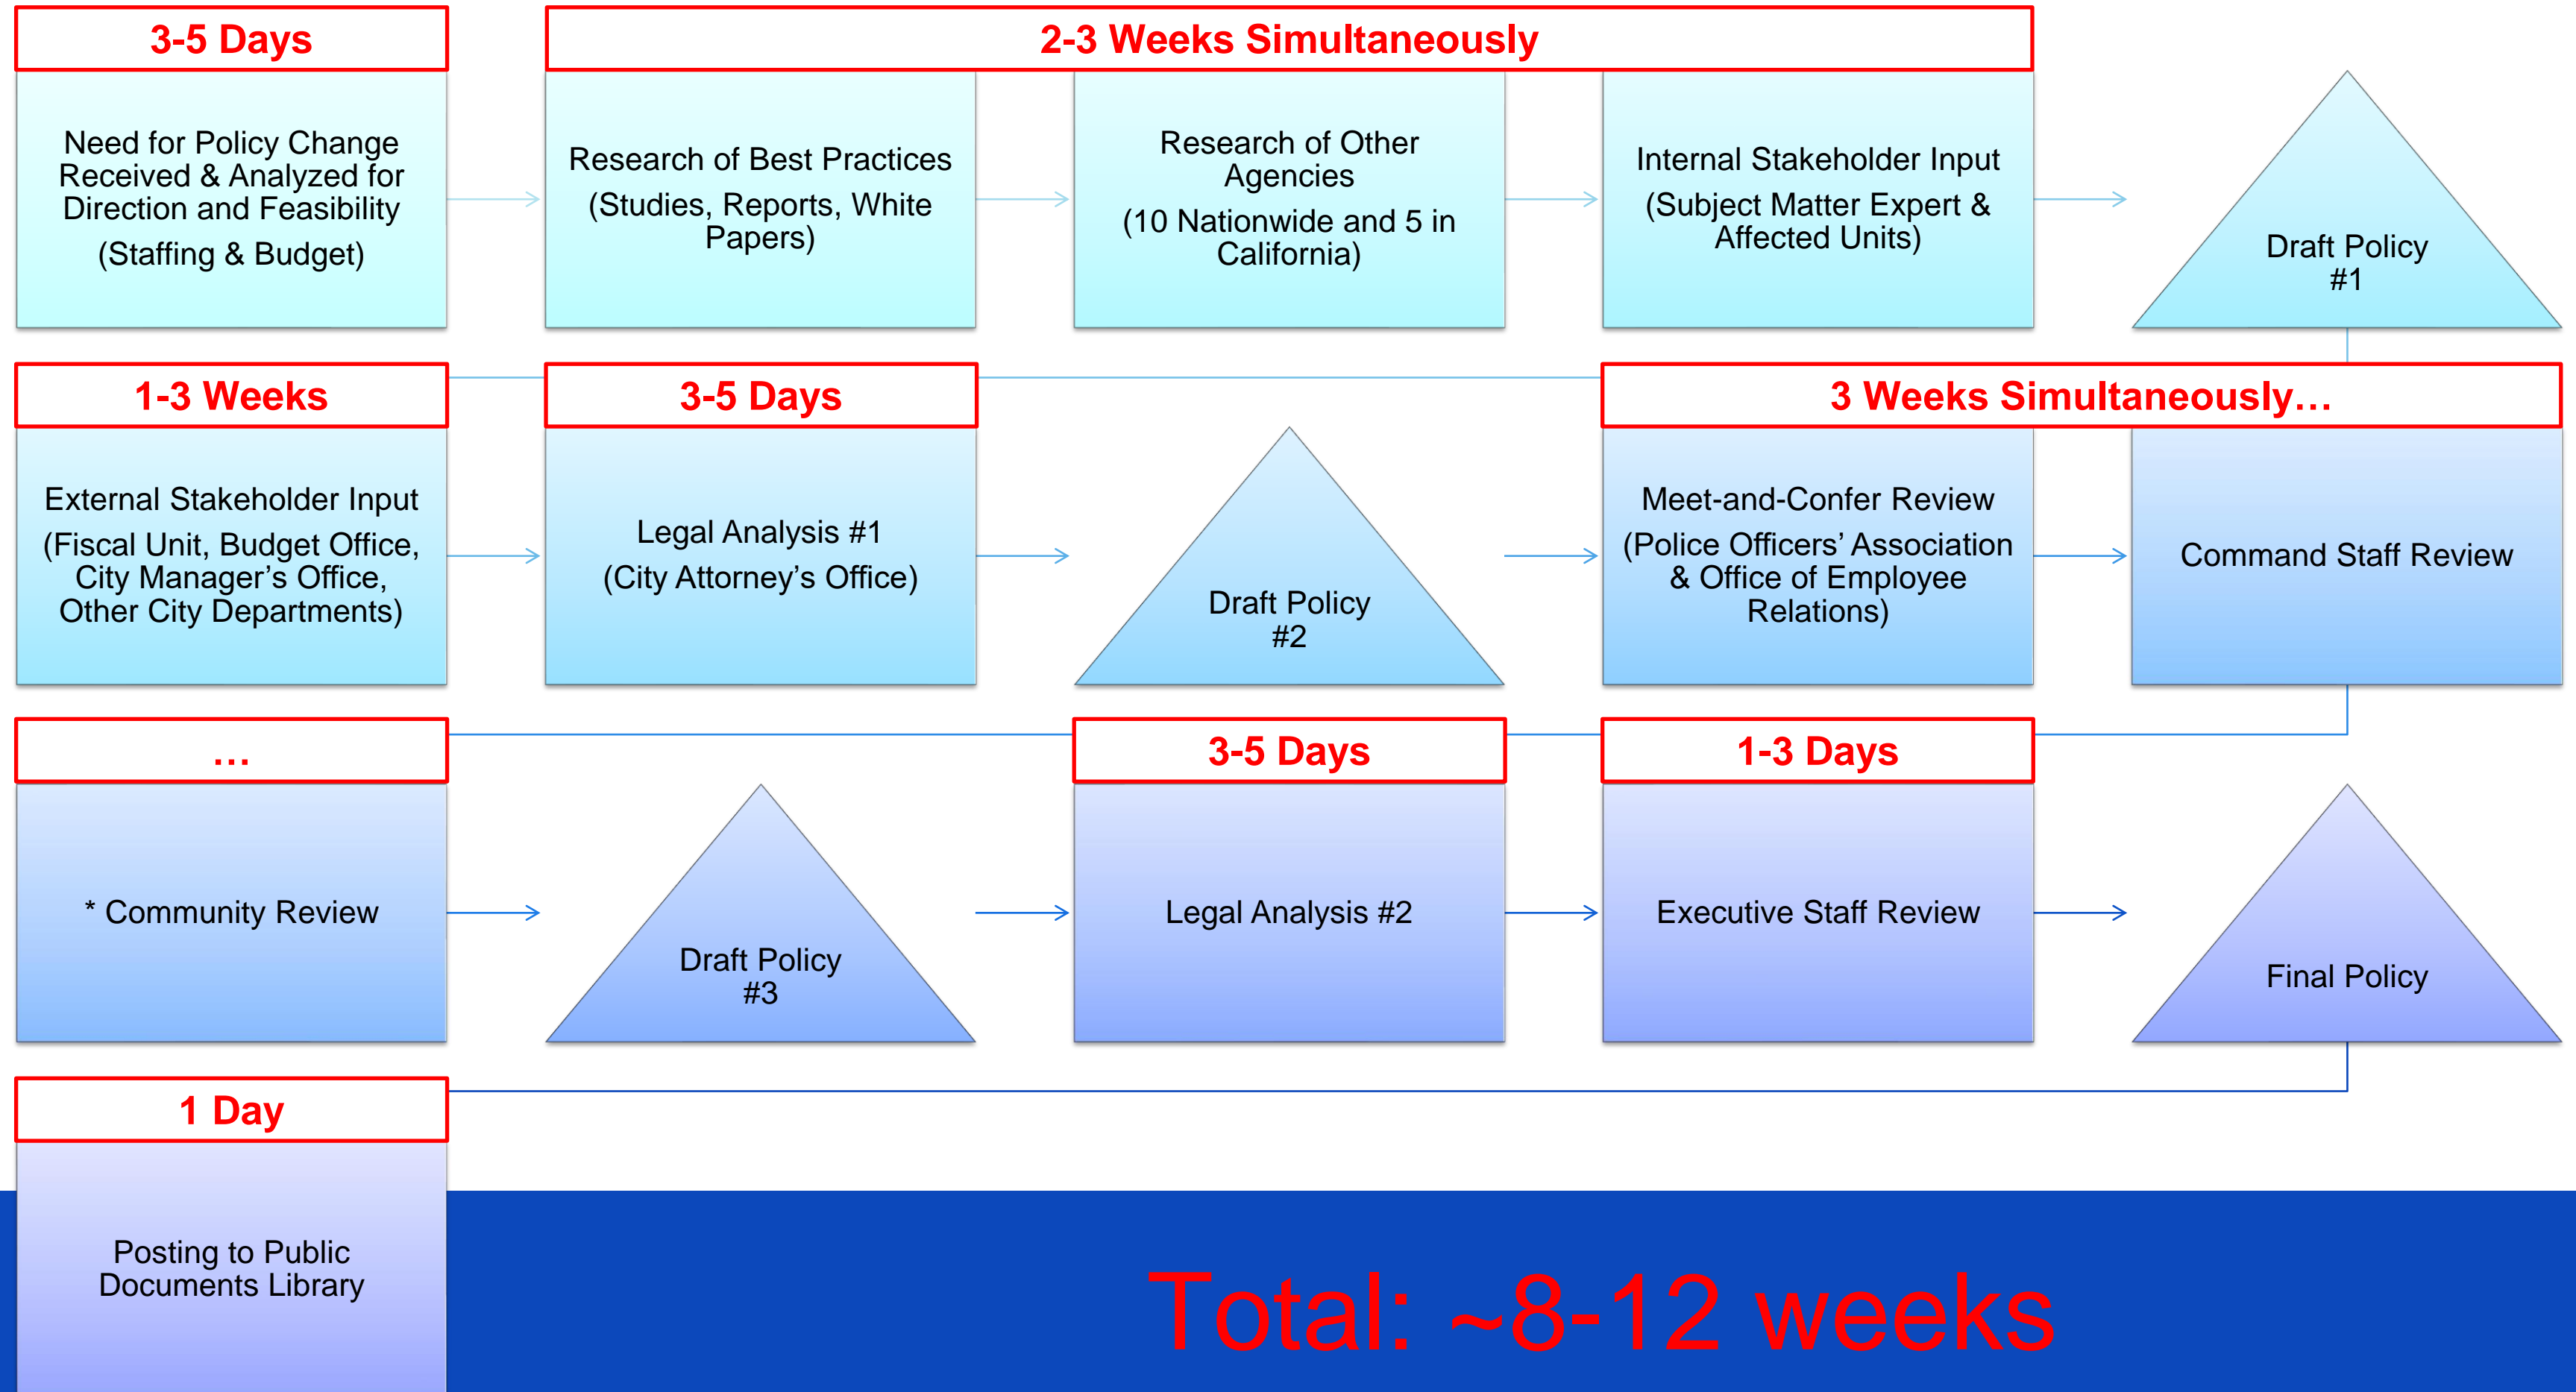 3-5 Days
2-3 Weeks Simultaneously
Need for Policy Change
Received & Analyzed for
Direction and Feasibility
(Staffing & Budget)
Research of Best Practices
(Studies, Reports, White
Papers)
Research of Other
Agencies
(10 Nationwide and 5 in
California)
Internal Stakeholder Input
(Subject Matter Expert &
Affected Units)
Draft Policy
#1
1-3 Weeks
3-5 Days
3 Weeks Simultaneously…
External Stakeholder Input
(Fiscal Unit, Budget Office,
City Manager’s Office,
Other City Departments)
Legal Analysis #1
(City Attorney’s Office)
Draft Policy
#2
Meet-and-Confer Review
(Police Officers’ Association
& Office of Employee
Relations)
Command Staff Review
…
3-5 Days
1-3 Days
* Community Review
Draft Policy
#3
Legal Analysis #2
Executive Staff Review
Final Policy
1 Day
Posting to Public
Documents Library
Total: ~8-12 weeks